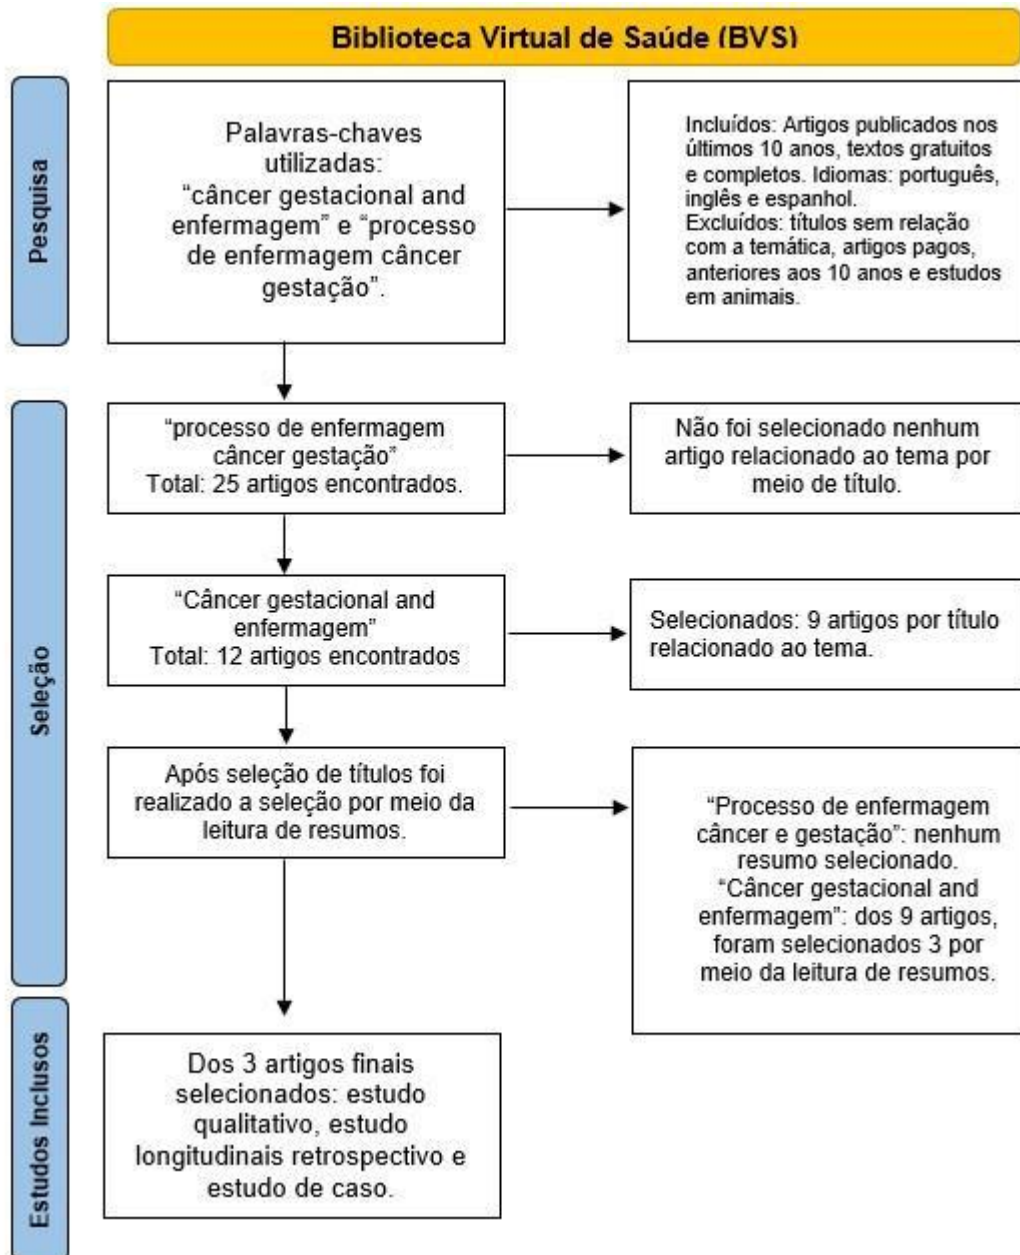 Biblioteca Virtual de Saúde (BVS)
Pesquisa
Palavras-chaves
utilizadas:
“câncer gestacional and
enfermagem” e “processo
de enfermagem câncer
gestação”.
Incluídos: Artigos publicados nos
últimos 10 anos, textos gratuitos
e completos. Idiomas: português,
inglês e espanhol.
Excluídos: títulos sem relação
com a temática, artigos pagos,
anteriores aos 10 anos e estudos
em animais.
Seleção
“processo de enfermagem
câncer gestação”
Total: 25 artigos encontrados.
Não foi selecionado nenhum
artigo relacionado ao tema por
meio de título.
“Câncer gestacional and
enfermagem”
Total: 12 artigos encontrados
Selecionados: 9 artigos por título
relacionado ao tema.
Após seleção de títulos foi
realizado a seleção por meio da
leitura de resumos.
“Processo de enfermagem
câncer e gestação”: nenhum
resumo selecionado.
“Câncer gestacional and
enfermagem”: dos 9 artigos,
foram selecionados 3 por
meio da leitura de resumos.
Estudos Inclusos
Dos 3 artigos finais
selecionados: estudo
qualitativo, estudo
longitudinais retrospectivo e
estudo de caso.